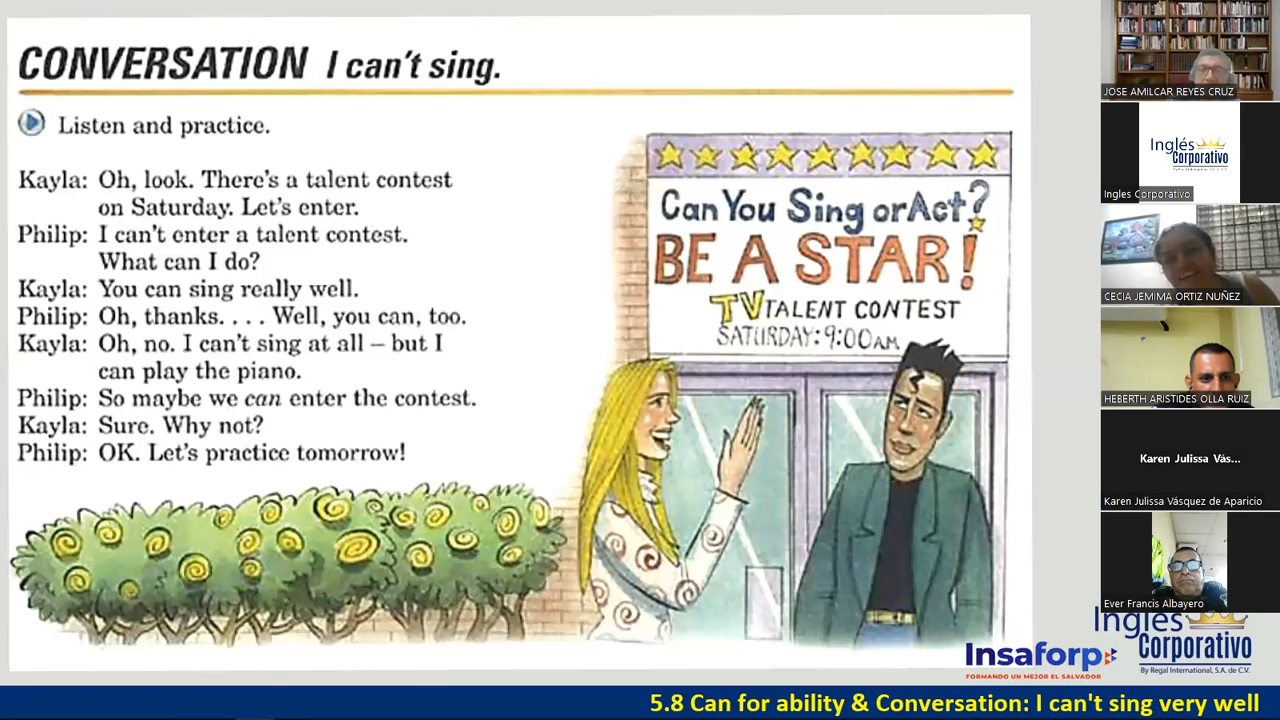 CONVERSATION I can't sing.
Listen and practice.
Kayla: Oh, look. There's a talent contest
on Saturday. Let's enter.
Philip: I can't enter a talent contest.
What can I do?
Kayla: You can sing really well.
Philip: Oh, thanks. . . . Well, you can, too.
Kayla: Oh, no. I can't sing at all – but I
can play the piano.
Philip: So maybe we can enter the contest.
Kayla: Sure. Why not?
Philip: OK. Let's practice tomorrow!
Can You Sing or Act?
BE A STAR!
TV TALENT CONTEST
SATURDAY: 9:00 AM
JOSE AMILCAR REYES CRUZ
Inglés
Corporativo
Ingles Corporativo
CECIA JEMIMA ORTIZ NUÑEZ
HEBERTH ARISTIDES OLLA RUIZ
Karen Julissa Vás...
Karen Julissa Vásquez de Aparicio
Ever Francis Albayero
Insaforp
FORMANDO UN MEJOR EL SALVADOR
Inglés
Corporativo
By Regal International, S.A. de C.V.
5.8 Can for ability & Conversation: I can't sing very well